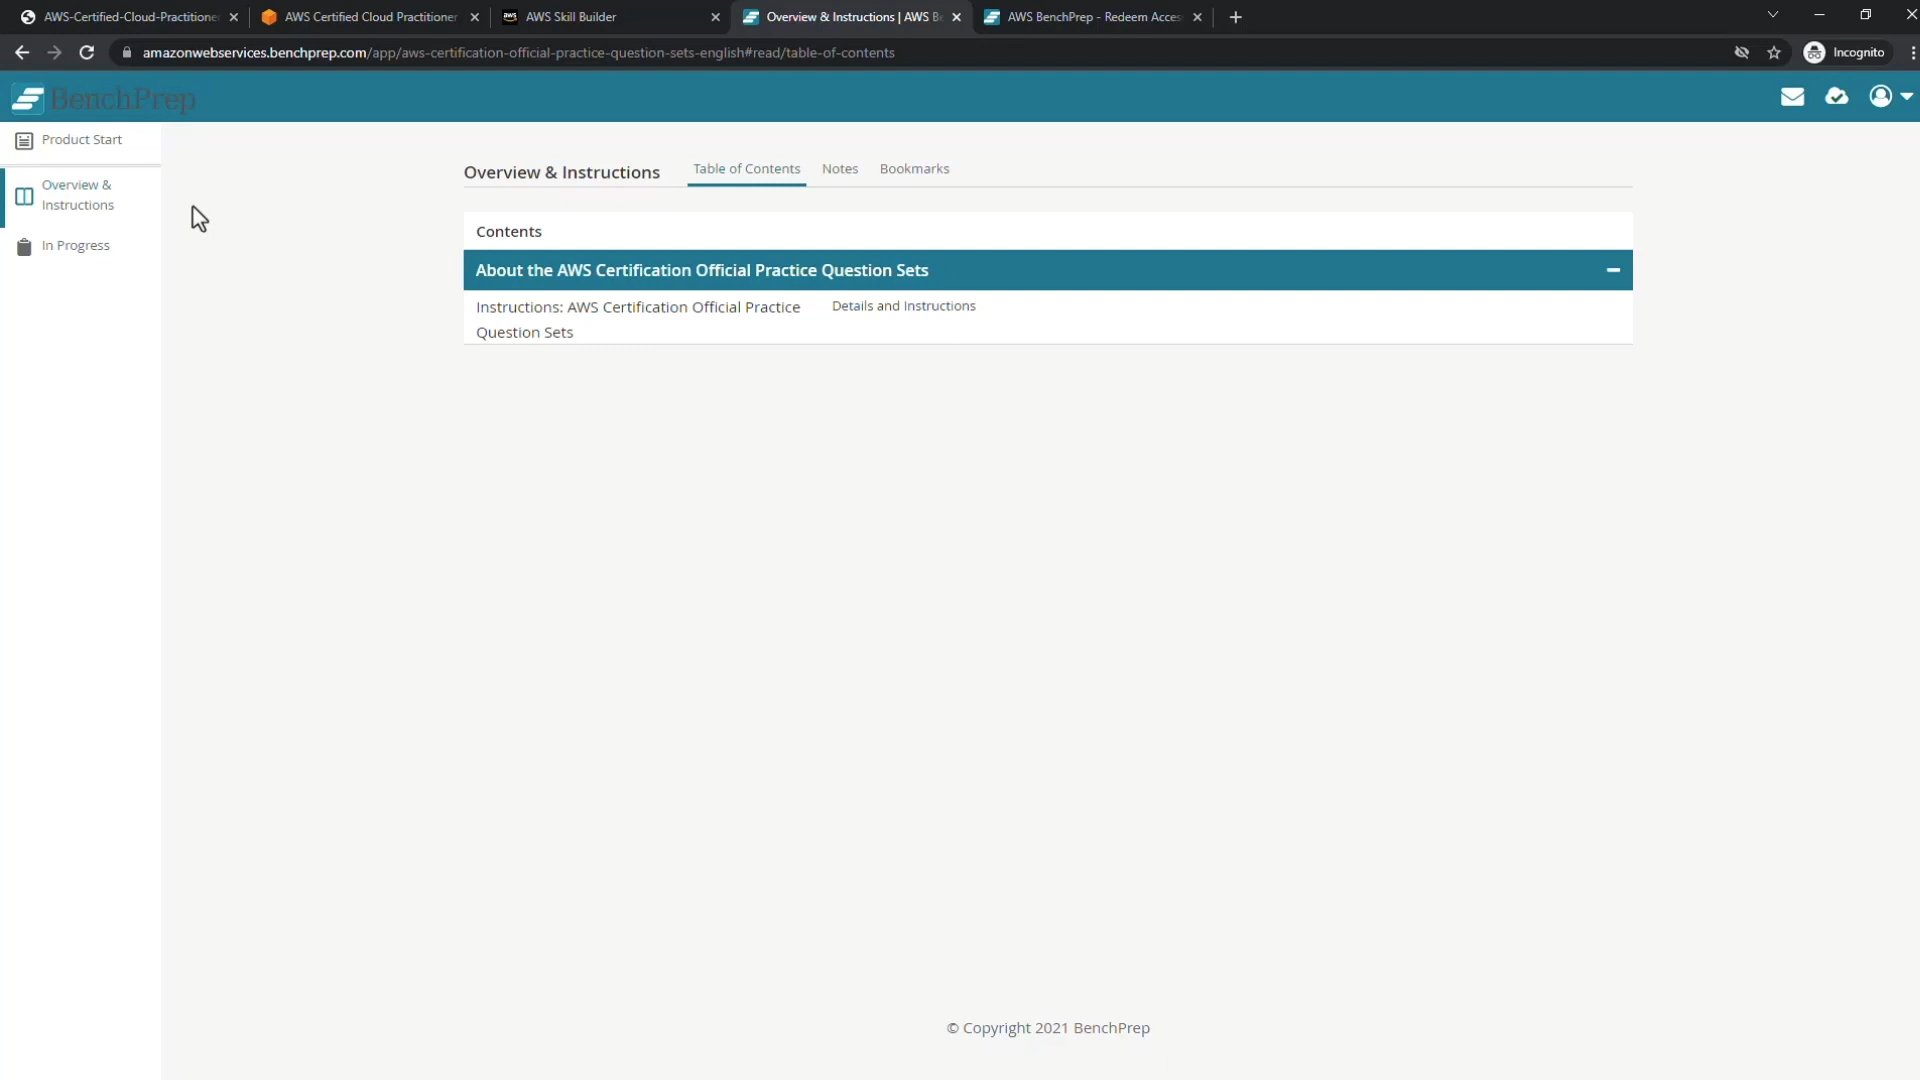 AWS-Certified-Cloud-Practitioner
AWS Certified Cloud Practitioner
aws AWS Skill Builder
Overview & Instructions | AWS Be
AWS BenchPrep - Redeem Acces
amazonwebservices.benchprep.com/app/aws-certification-official-practice-question-sets-english#read/table-of-contents
Incognito
BenchPrep
Product Start
Overview &
Instructions
In Progress
Overview & Instructions
Table of Contents
Notes
Bookmarks
Contents
About the AWS Certification Official Practice Question Sets
Instructions: AWS Certification Official Practice
Question Sets
Details and Instructions
© Copyright 2021 BenchPrep